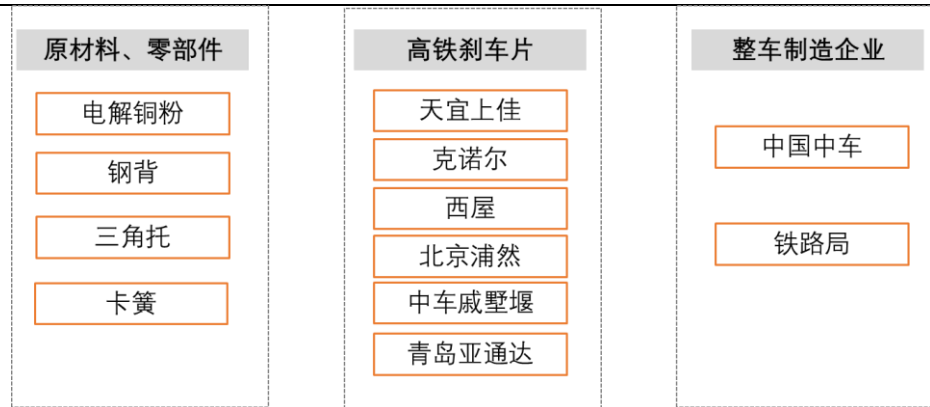 原材料、零部件
电解铜粉
钢背
三角托
卡簧
高铁刹车片
天宜上佳
克诺尔
西屋
北京浦然
中车戚墅堰
青岛亚通达
整车制造企业
中国中车
铁路局